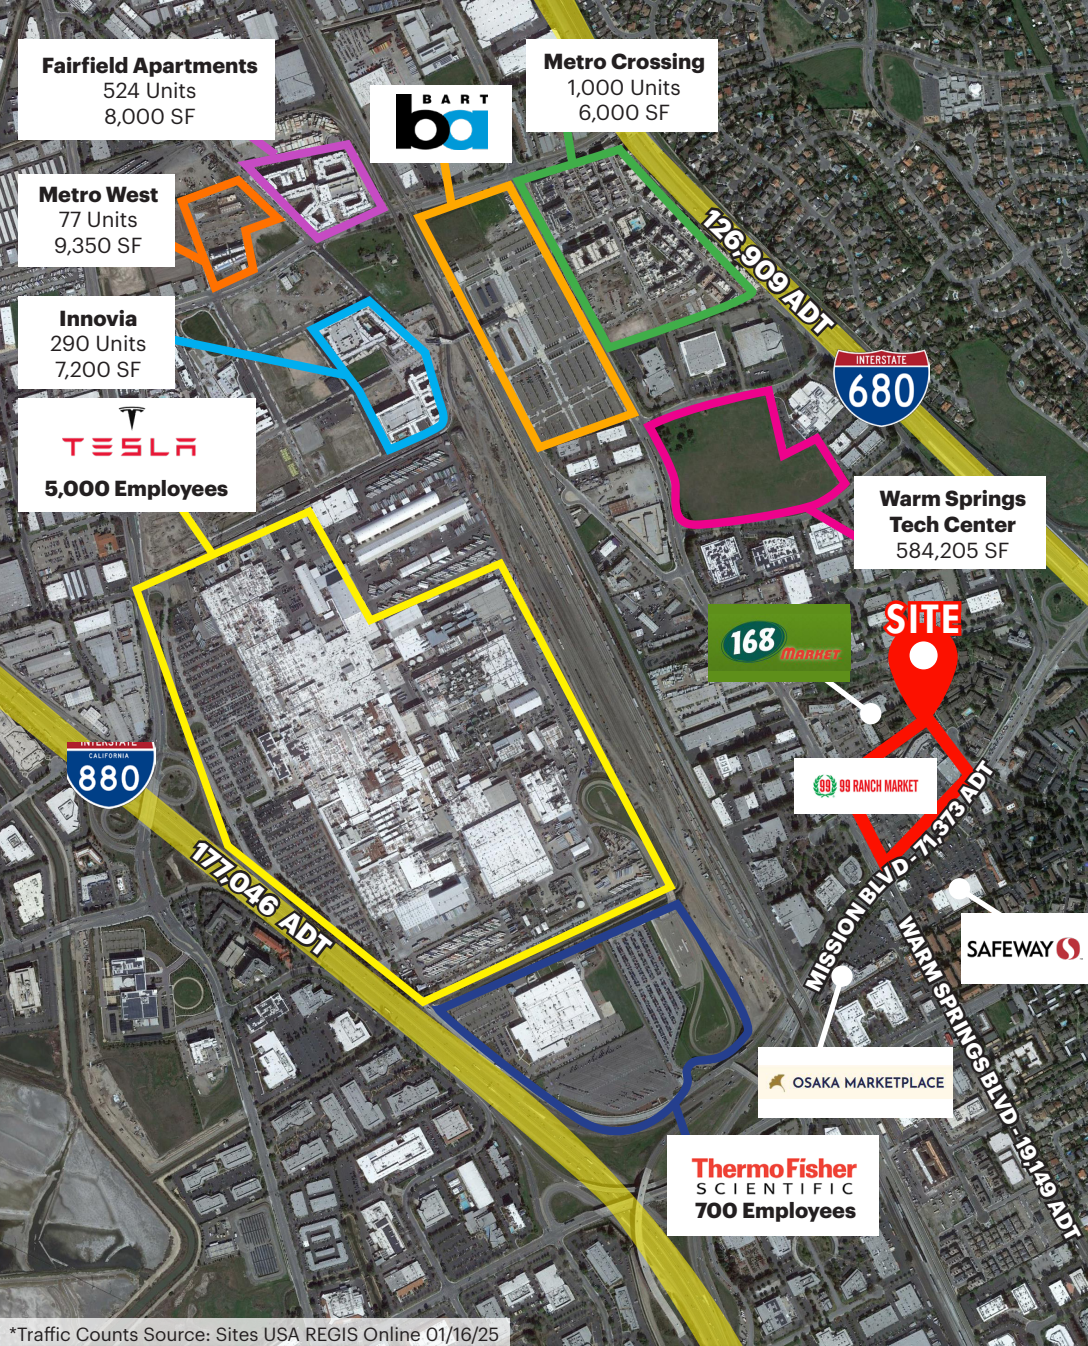 Fairfield Apartments
524 Units
8,000 SF
BART
ba
Metro Crossing
1,000 Units
6,000 SF
Metro West
77 Units
9,350 SF
126,909 ADT
Innovia
290 Units
7,200 SF
INTERSTATE
680
TESLA
5,000 Employees
Warm Springs
Tech Center
584,205 SF
SITE
168
MARKET
INTERSTATE
CALIFORNIA
880
99
99 RANCH MARKET
177,046 ADT
MISSION BLVD - 71,373 ADT
SAFEWAY
WARM SPRINGS BLVD - 19,149 ADT
OSAKA MARKETPLACE
ThermoFisher
SCIENTIFIC
700 Employees
*Traffic Counts Source: Sites USA REGIS Online 01/16/25